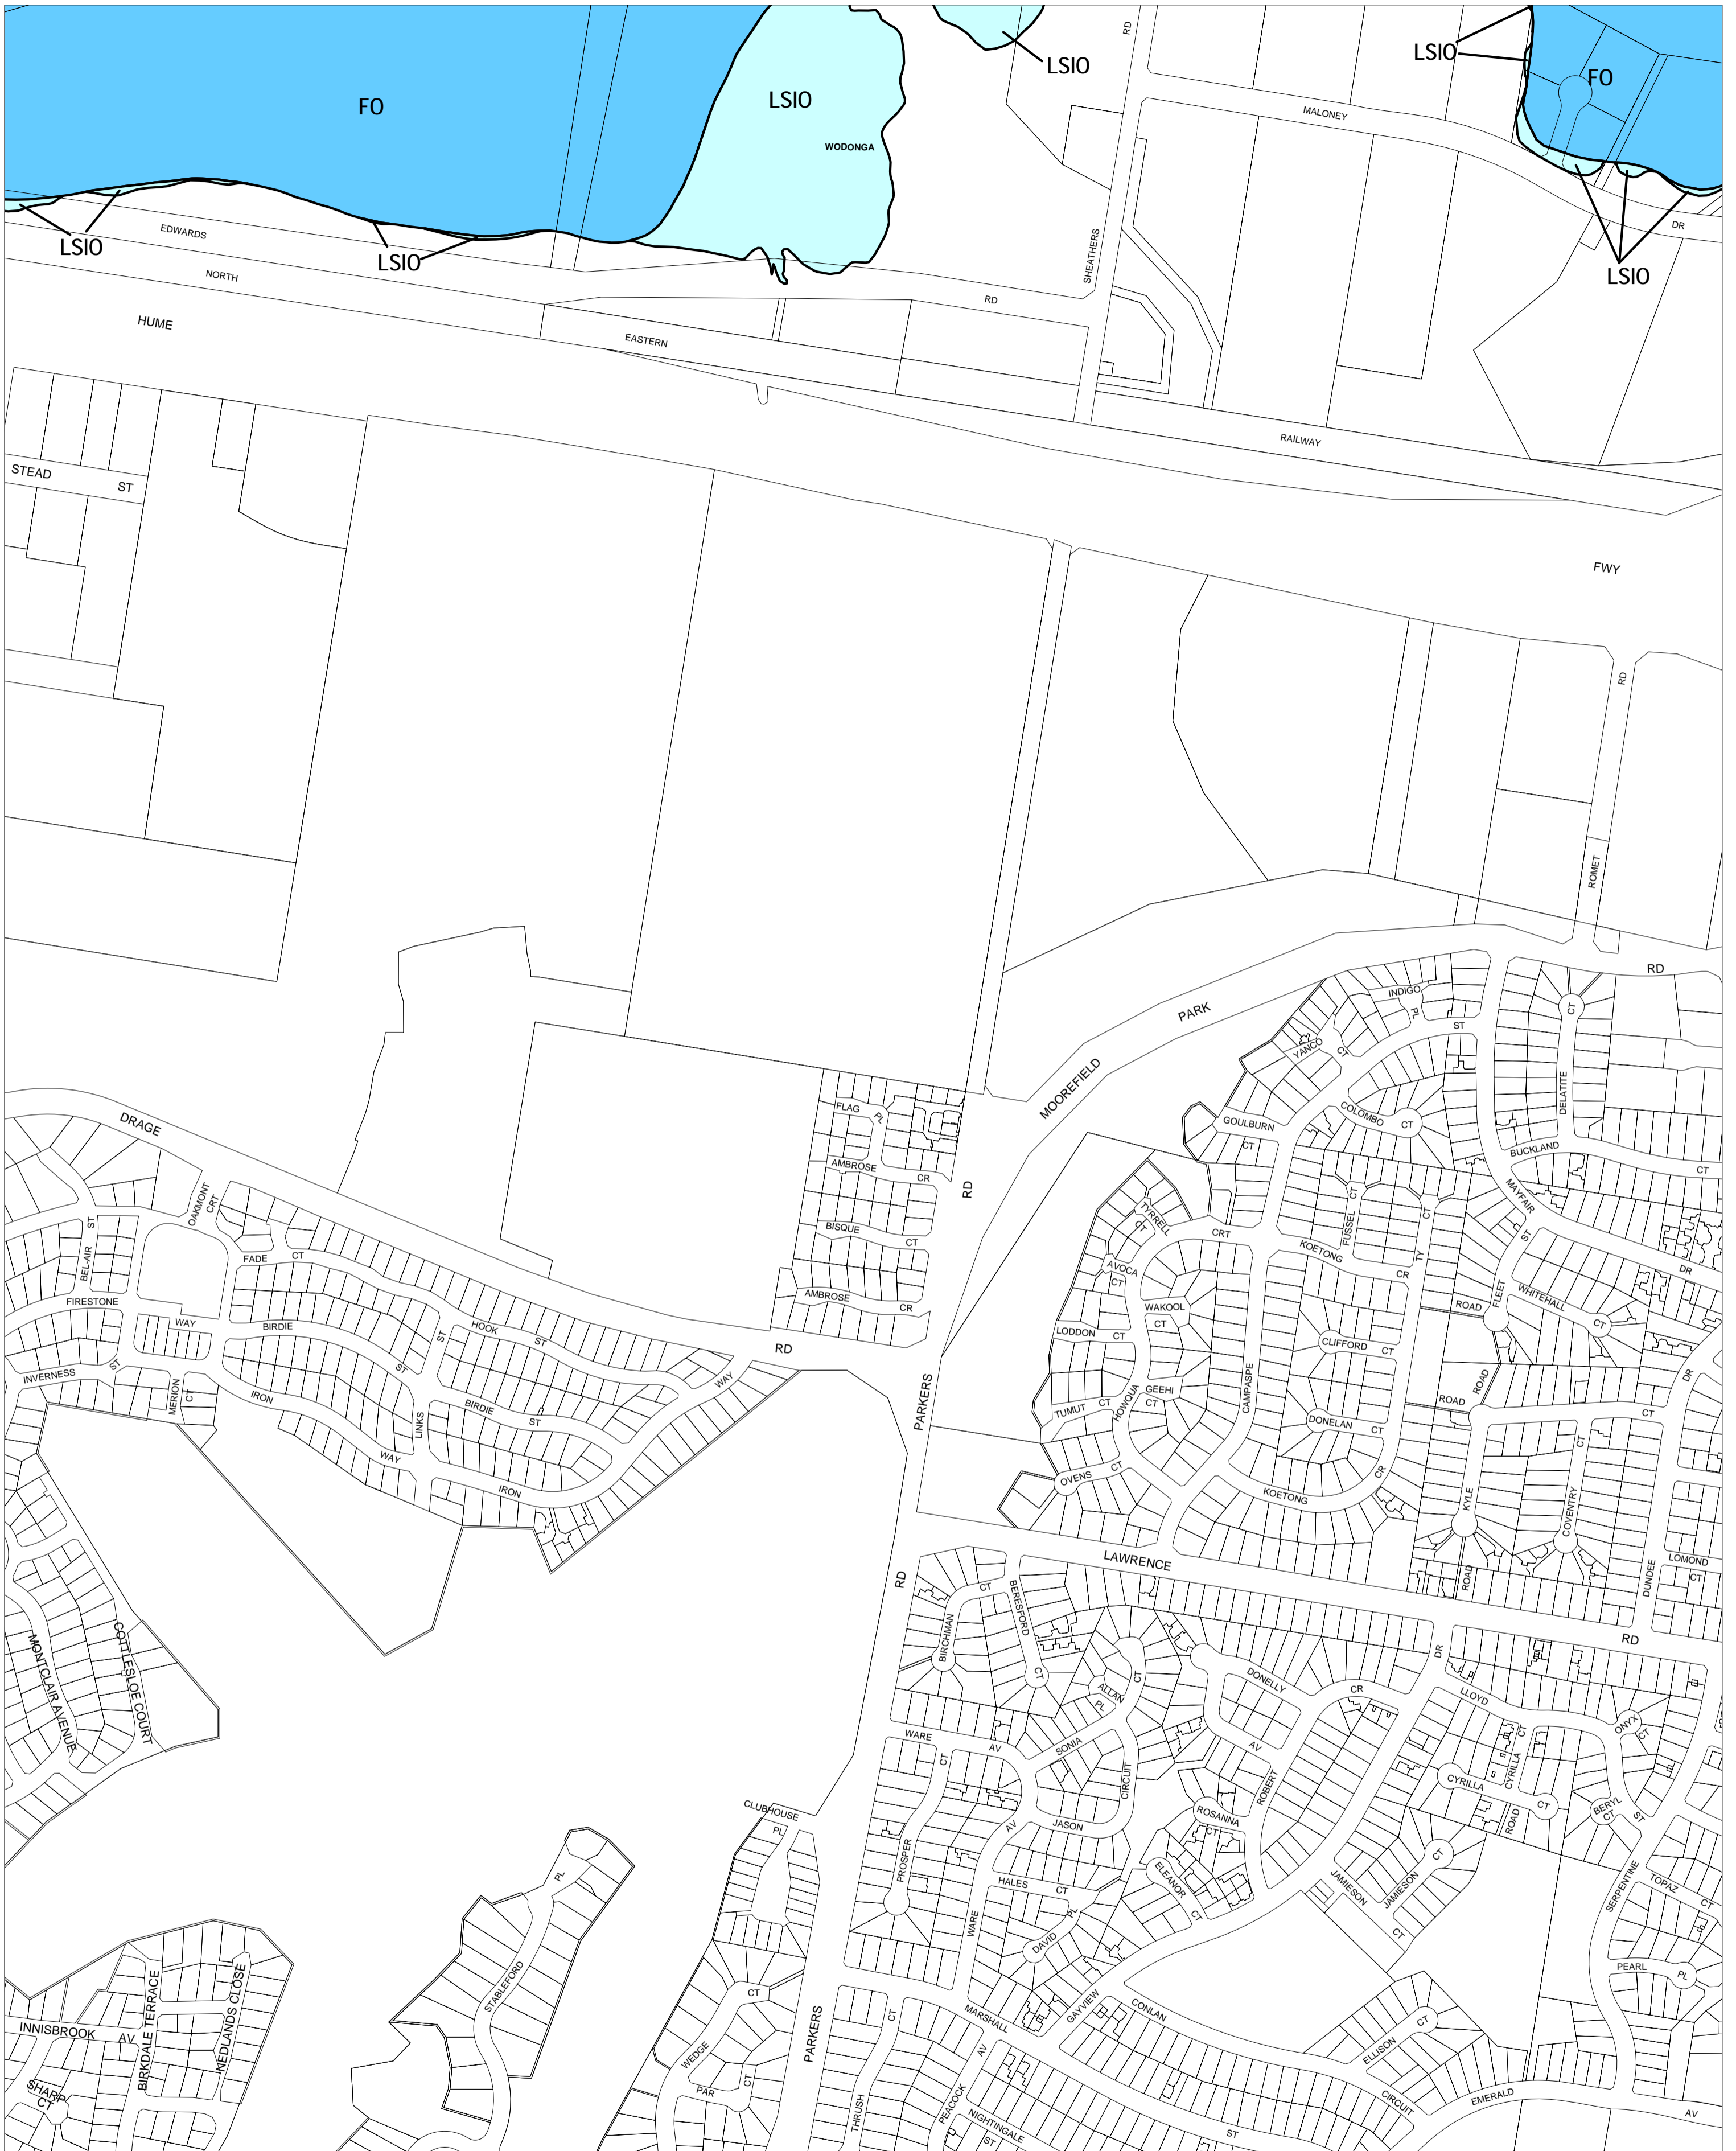 RD
LSIO
LSIO
FO
LSIO
FO
MALONEY
WODONGA
DR
EDWARDS
LSIO
LSIO
SHEATHERS
LSIO
NORTH
RD
HUME
EASTERN
RAILWAY
STEAD
ST
FWY
RD
ROMET
RD
INDIGO
PL
ST
CT
PARK
YANCO
CT
MOOREFIELD
DELATITE
COLOMBO
CT
GOULBURN
CT
FLAG
PL
DRAGE
BUCKLAND
CT
AMBROSE
CR
RD
MAYFAIR
OAKMONT
CRT
TYRRELL
CT
FUSSEL CT
CT
BEL-AIR
ST
BISQUE
CT
CRT
KOETONG
CR
TY
ST
DR
FADE
CT
AVOCA
CT
FIRESTONE
AMBROSE
CR
WAKOOL
CT
ROAD
FLEET
WHITEHALL
CT
WAY
BIRDIE
ST
HOOK
ST
ST
RD
LODDON
CT
CLIFFORD
CT
INVERNESS
ST
MERION
CT
IRON
WAY
PARKERS
CAMPASPE
ROAD
ROAD
DR
TUMUT
CT
HOWQUA
GEEHI
CT
DONELAN
CT
CT
LINKS
BIRDIE
ST
WAY
IRON
OVENS
CT
KOETONG
CR
KYLE
COVENTRY
CT
LAWRENCE
ROAD
DUNDEE
LOMOND
CT
RD
BIRCHMAN
CT
BERESFORD
CT
RD
MONTCLAIR AVENUE
COTTLESLOE COURT
ALLAN
PL
CT
DONELLY
AV
CR
DR
LLOYD
ONYX
CT
WARE
AV
CT
SONIA
CIRCUIT
ROBERT
CYRILLA
CT
CYRILLA
CT
ROAD
BERYL
CT
ST
CLUBHOUSE
PL
PROSPER
AV
JASON
ROSANNA
CT
PL
HALES
CT
ELEANOR
CT
JAMIESON
CT
JAMIESON
CT
SERPENTINE
TOPAZ
CT
WARE
DAVID
PL
STABLEFORD
CT
PEARL
PL
BIRKDALE TERRACE
NEDLANDS CLOSE
INNISBROOK
AV
PARKERS
CT
MARSHALL
GAYVIEW
CONLAN
WEDGE
AV
ELLISON
CT
SHARP
CT
PAR
CT
THRUSH
PEACOCK
NIGHTINGALE
ST
ST
CIRCUIT
EMERALD
AV